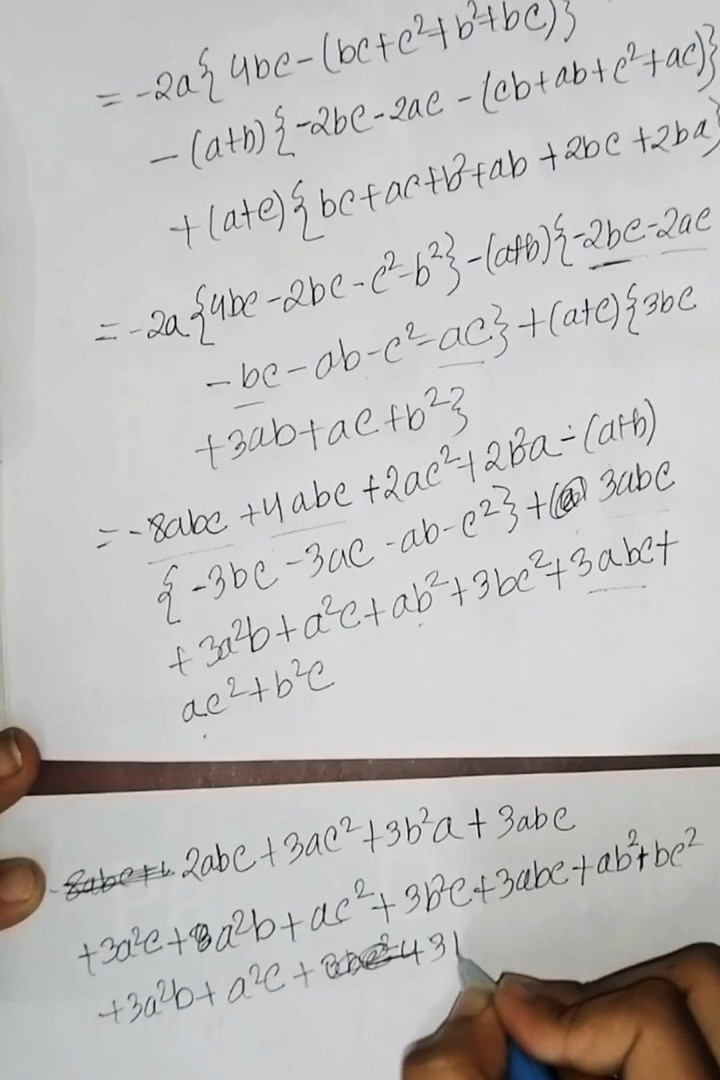 = -2a{4bc-(bc+c²+b²+bc)}
-(a+b){-2bc-2ac-(cb+ab+c²+ac)}
+(a+c){bc+ac+b²+ab+2bc+2ba}
= -2a{4bc-2bc-c²-b²}-(a+b){-2bc-2ac
-bc-ab-c²-ac}+(a+c){3bc
+3ab+ac+b²}
= -8abc+4abc+2ac²+2b²a-(a+b)
{-3bc-3ac-ab-c²}+ 3abc
+3a²b+a²c+ab²+3bc²+3abc+
ac²+b²c
2abc+3ac²+3b²a+3abc
+3a²c+a²b+ac²+3b²c+3abc+ab²+bc²
+3a²b+a²c+ 3